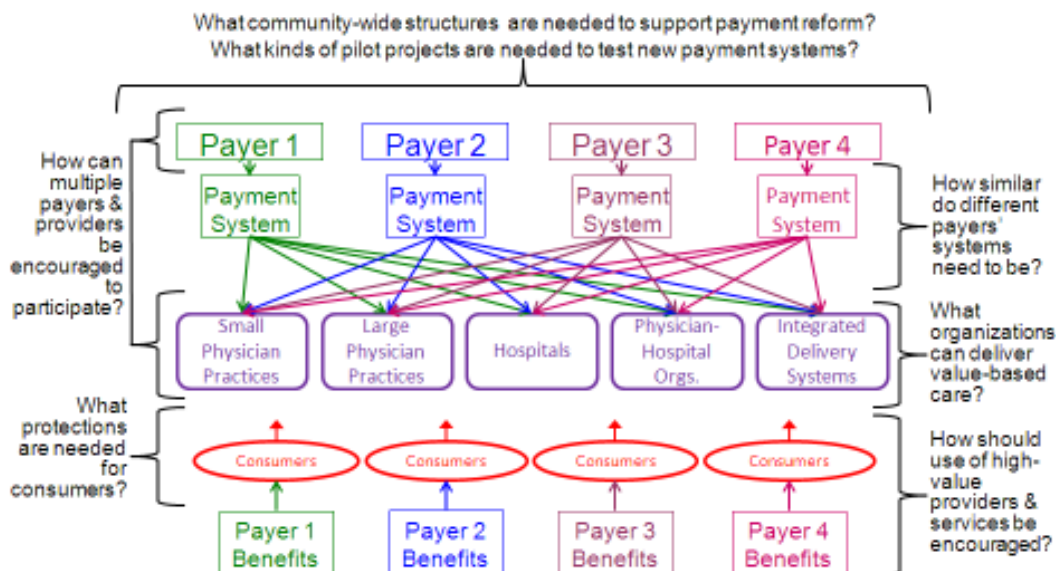 What community-wide structures are needed to support payment reform?
What kinds of pilot projects are needed to test new payment systems?
Payer 1
Payer 2
Payer 3
Payer 4
How can
multiple
payers &
providers
be
encouraged
to
participate?
Payment
System
Payment
System
Payment
System
Payment
System
How similar
do different
payers'
systems
need to be?
Small
Physician
Practices
Large
Physician
Practices
Hospitals
Physician-
Hospital
Orgs.
Integrated
Delivery
Systems
What
organizations
can deliver
value-based
care?
What
protections
are needed
for
consumers?
Consumers
Consumers
Consumers
Consumers
How should
use of high-
value
providers &
services be
encouraged?
Payer 1
Benefits
Payer 2
Benefits
Payer 3
Benefits
Payer 4
Benefits